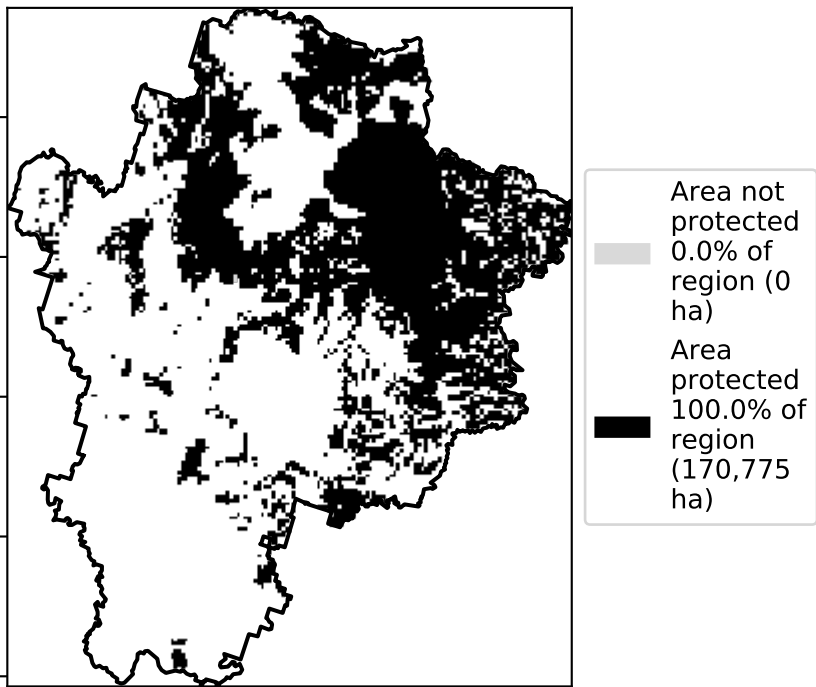 Area not
protected
0.0% of
region (0
ha)
Area
protected
100.0% of
region
(170,775
ha)